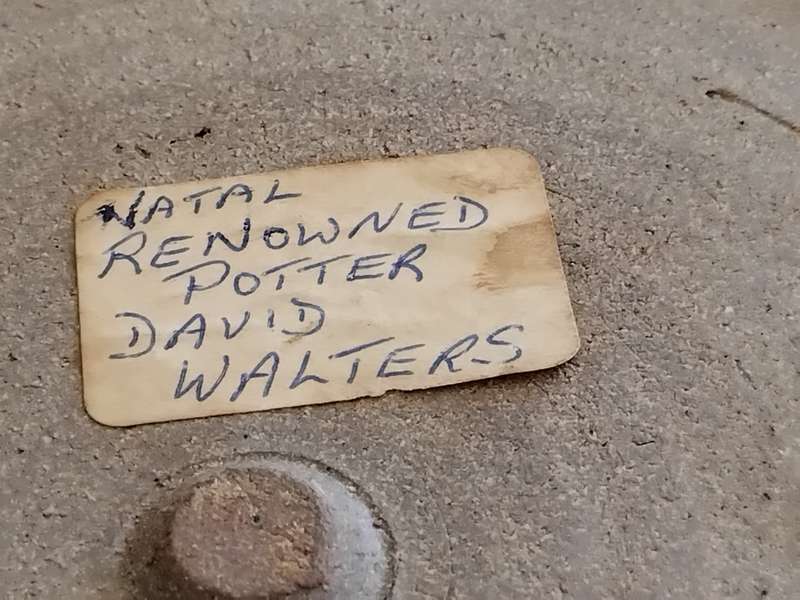 NATAL
RENOWNED
POTTER
DAVID
WALTERS